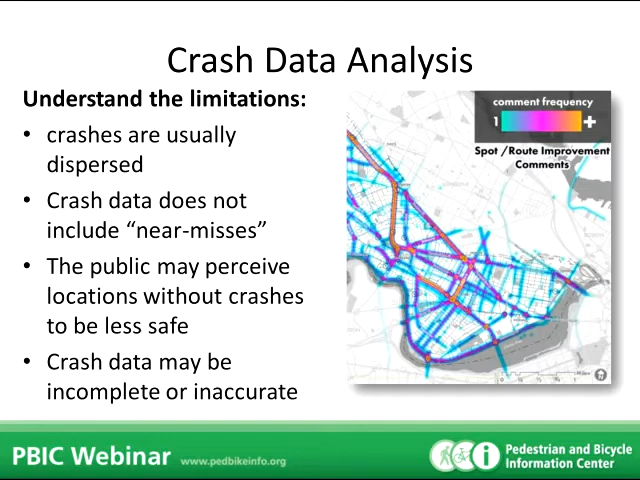 Crash Data Analysis
Understand the limitations:
• crashes are usually
dispersed
• Crash data does not
include “near-misses”
• The public may perceive
locations without crashes
to be less safe
• Crash data may be
incomplete or inaccurate
comment frequency
1 +
Spot /Route Improvement
Comments
PBIC Webinar www.pedbikeinfo.org
Pedestrian and Bicycle
Information Center